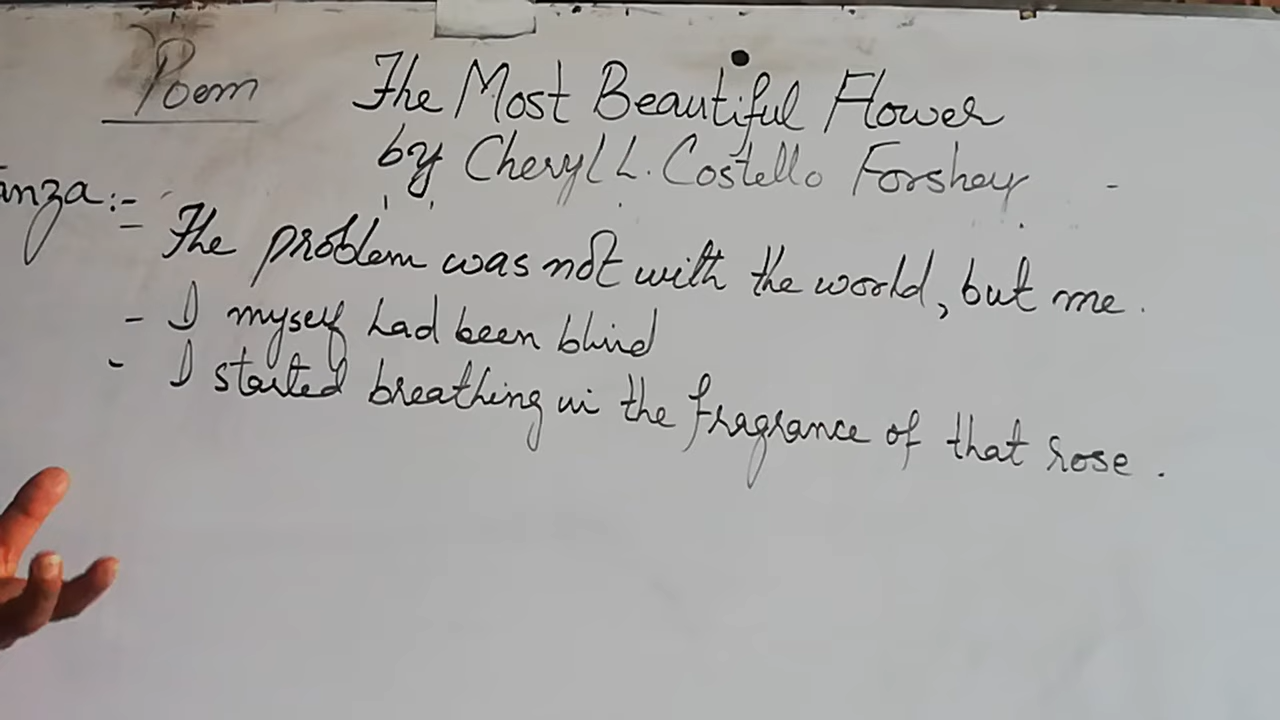 Poem The Most Beautiful Flower
by Cheryl L. Costello Forshey
anza:-
- The problem was not with the world, but me.
- I myself had been blind
- I started breathing in the fragrance of that rose.